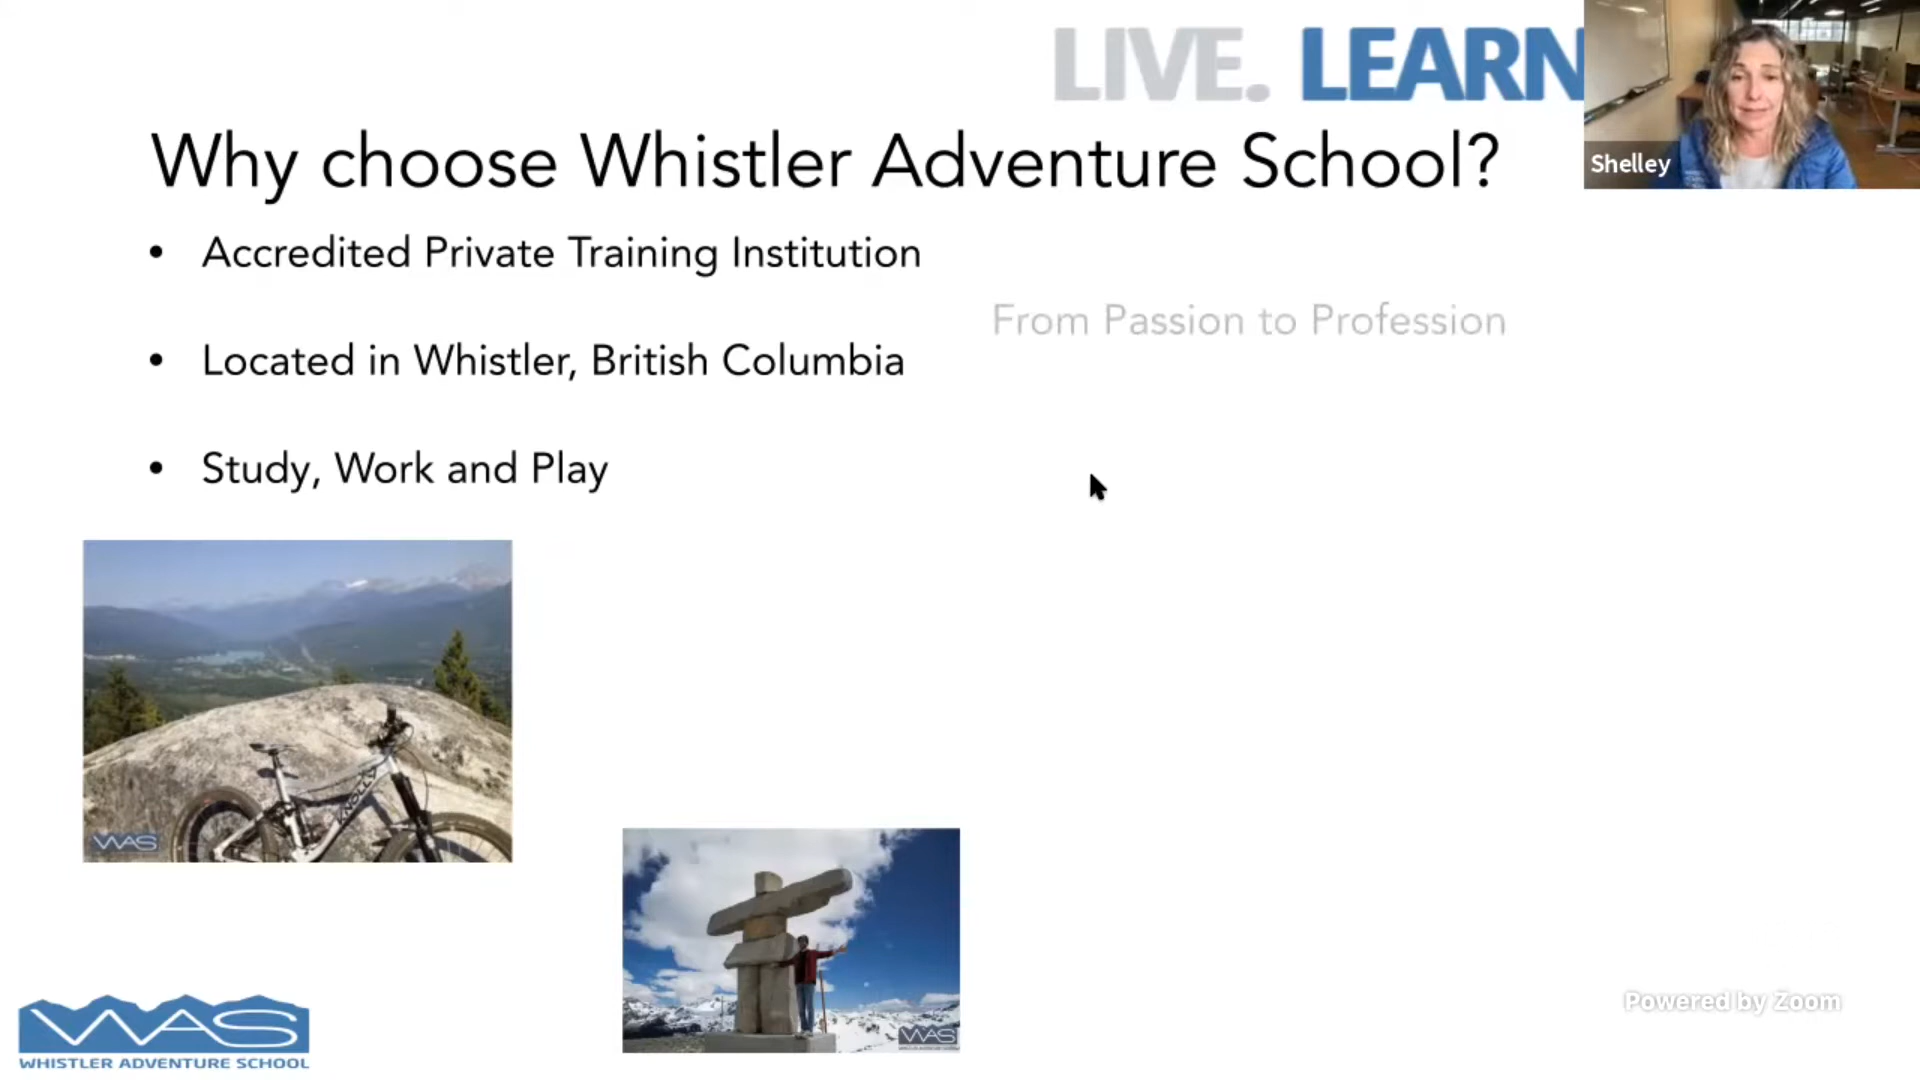 LIVE. LEARN
Shelley
Why choose Whistler Adventure School?
• Accredited Private Training Institution
From Passion to Profession
• Located in Whistler, British Columbia
• Study, Work and Play
KNOLLY
WAS
WAS
Powered by Zoom
WAS
WHISTLER ADVENTURE SCHOOL